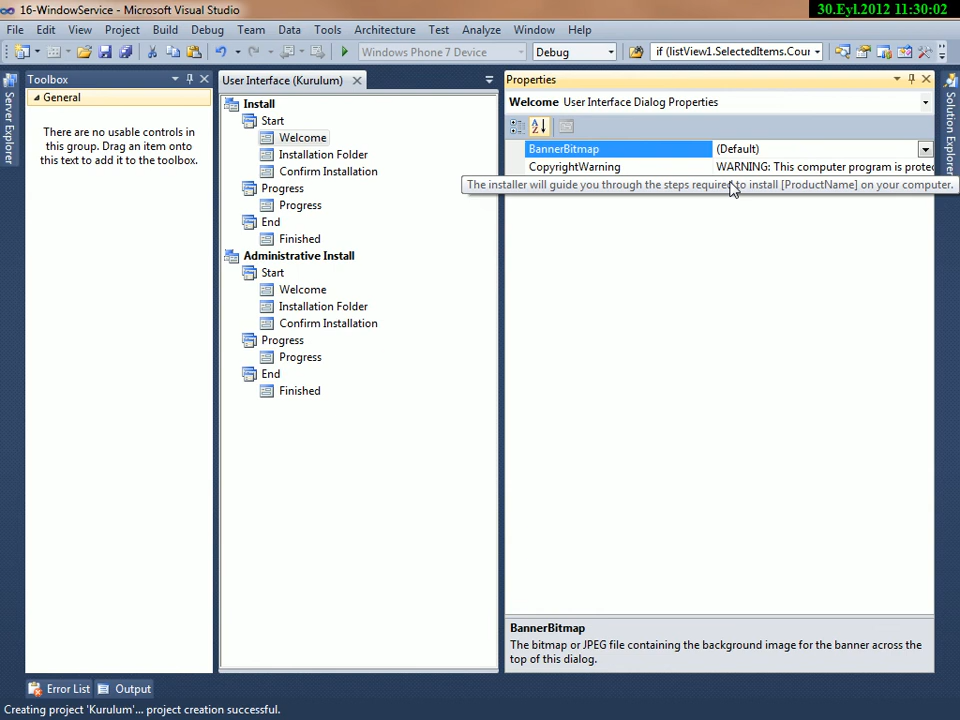 16-WindowService - Microsoft Visual Studio
30.Eyl.2012 11:30:02
File Edit View Project Build Debug Team Data Tools Architecture Test Analyze Window Help
Windows Phone 7 Device Debug if (listView1.SelectedItems.Cour
Server Explorer
Toolbox
General
There are no usable controls in
this group. Drag an item onto
this text to add it to the toolbox.
User Interface (Kurulum)
Install
Start
Welcome
Installation Folder
Confirm Installation
Progress
Progress
End
Finished
Administrative Install
Start
Welcome
Installation Folder
Confirm Installation
Progress
Progress
End
Finished
Properties
Welcome User Interface Dialog Properties
BannerBitmap (Default)
CopyrightWarning WARNING: This computer program is protec
The installer will guide you through the steps required to install [ProductName] on your computer.
BannerBitmap
The bitmap or JPEG file containing the background image for the banner across the
top of this dialog.
Solution Explorer
Error List Output
Creating project 'Kurulum'... project creation successful.